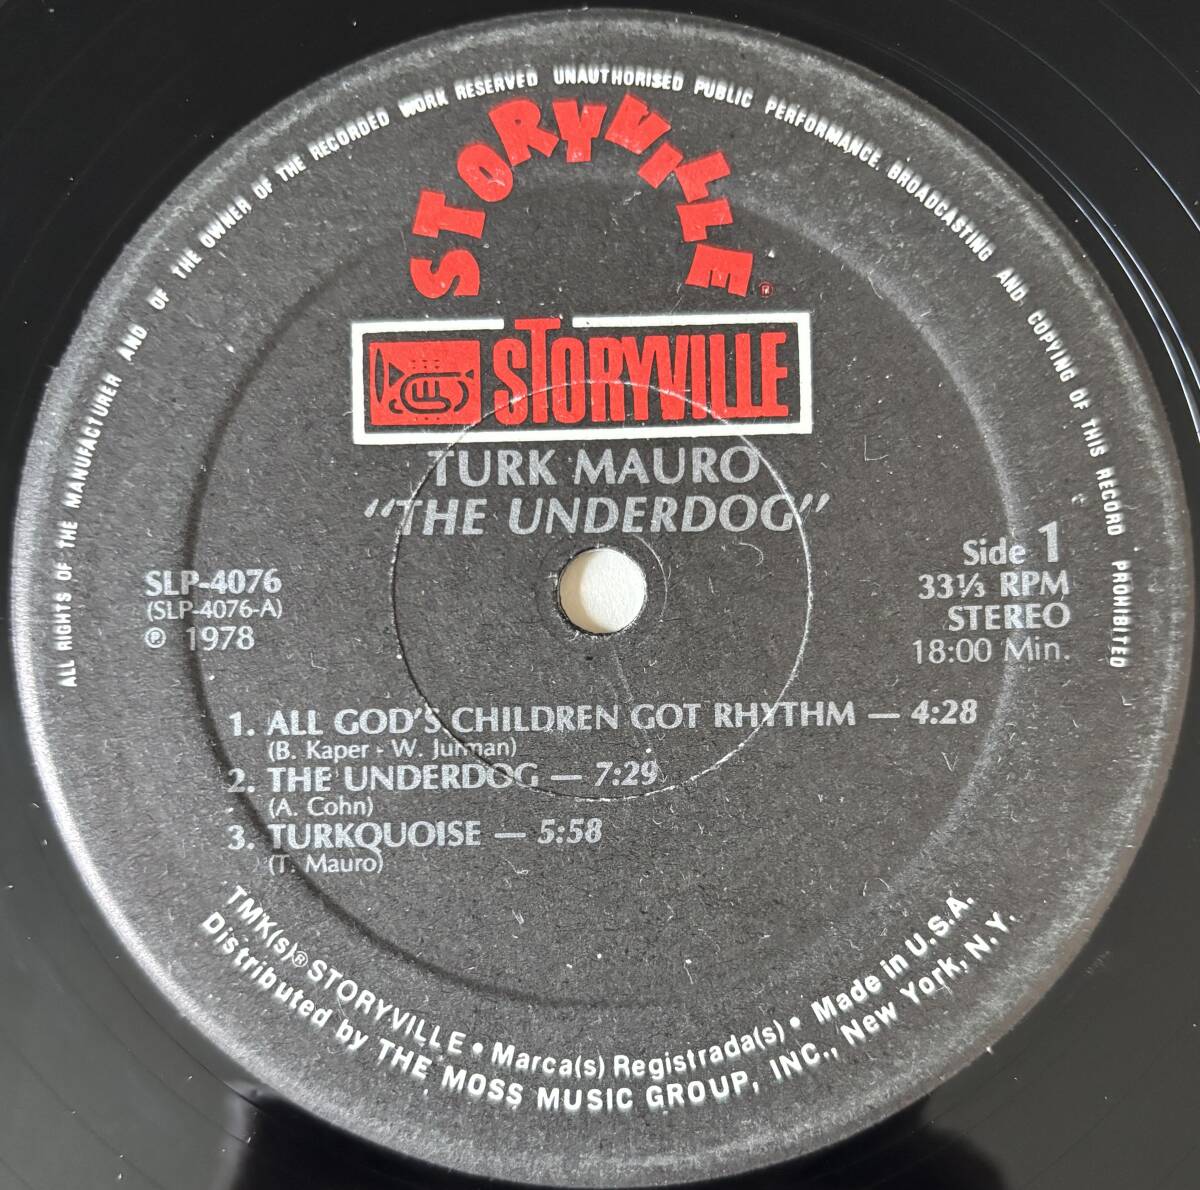 ALL RIGHTS OF THE MANUFACTURER AND OF THE OWNER OF THE RECORDED WORK RESERVED UNAUTHORISED PUBLIC PERFORMANCE, BROADCASTING AND COPYING OF THIS RECORD PROHIBITED
STORYVILLE®
STORYVILLE
TURK MAURO
“THE UNDERDOG”
SLP-4076
(SLP-4076-A)
℗ 1978
Side 1
33⅓ RPM
STEREO
18:00 Min.
1. ALL GOD'S CHILDREN GOT RHYTHM — 4:28
(B. Kaper - W. Jurman)
2. THE UNDERDOG — 7:29
(A. Cohn)
3. TURKQUOISE — 5:58
(T. Mauro)
TMK(s)® STORYVILLE • Marca(s) Registrada(s) • Made in U.S.A.
Distributed by THE MOSS MUSIC GROUP, INC., New York, N.Y.